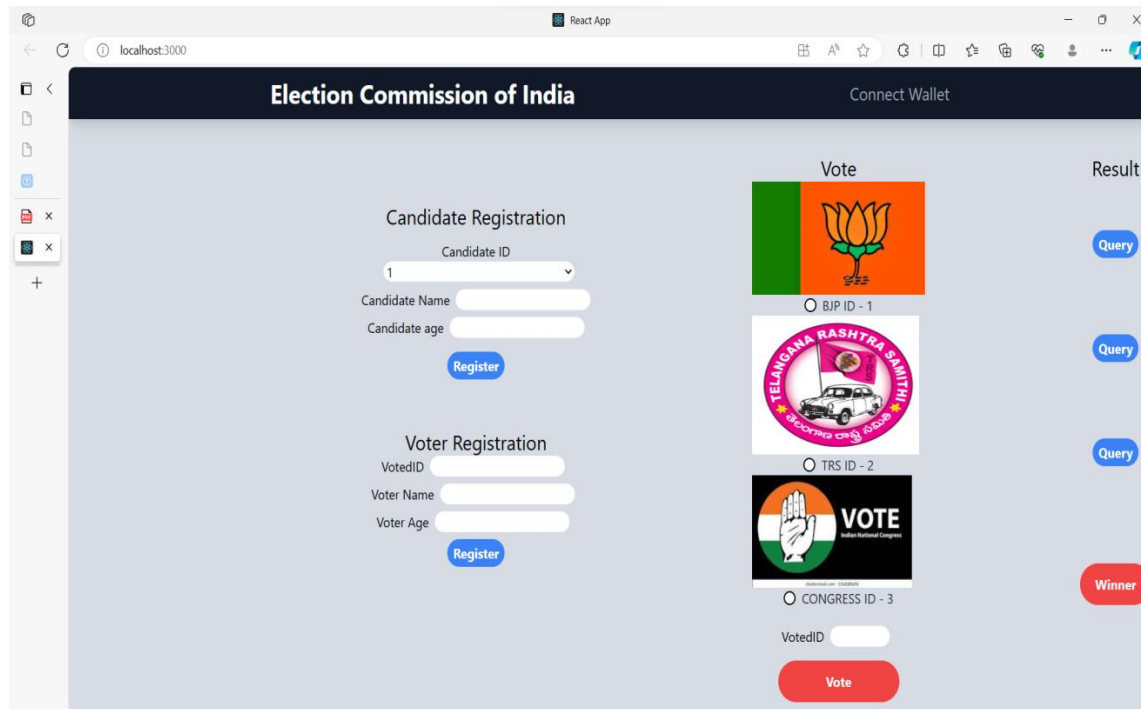 React App
localhost:3000
Election Commission of India
Connect Wallet
Candidate Registration
Candidate ID
1
Candidate Name
Candidate age
Register
Voter Registration
VotedID
Voter Name
Voter Age
Register
Vote
BJP ID - 1
TELANGANA RASHTRA SAMITHI
TRS
తెలంగాణ రాష్ట్ర సమితి
TRS ID - 2
VOTE
Indian National Congress
CONGRESS ID - 3
VotedID
Vote
Result
Query
Query
Query
Winner